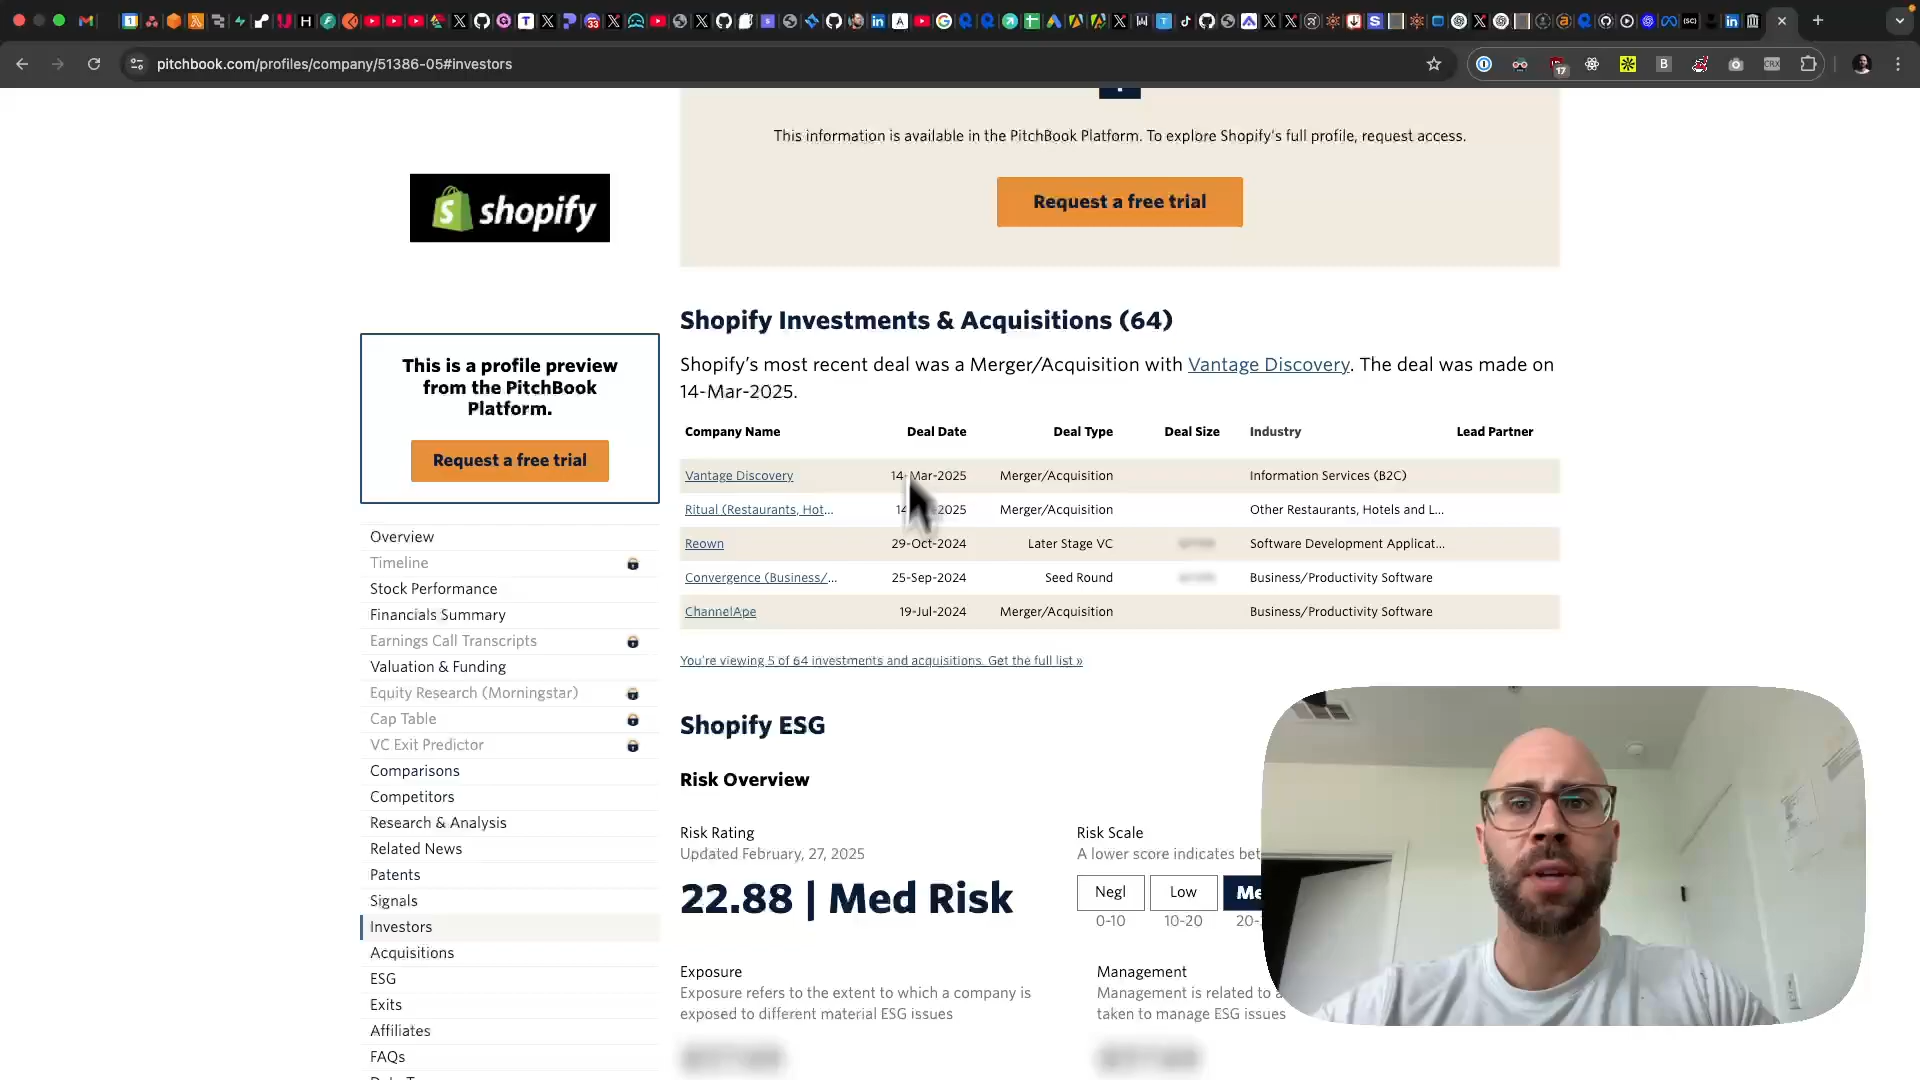 pitchbook.com/profiles/company/51386-05#investors
17
33
This information is available in the PitchBook Platform. To explore Shopify's full profile, request access.
Request a free trial
shopify
This is a profile preview
from the PitchBook
Platform.
Request a free trial
Overview
Timeline
Stock Performance
Financials Summary
Earnings Call Transcripts
Valuation & Funding
Equity Research (Morningstar)
Cap Table
VC Exit Predictor
Comparisons
Competitors
Research & Analysis
Related News
Patents
Signals
Investors
Acquisitions
ESG
Exits
Affiliates
FAQs
Shopify Investments & Acquisitions (64)
Shopify's most recent deal was a Merger/Acquisition with Vantage Discovery. The deal was made on
14-Mar-2025.
Company Name Deal Date Deal Type Deal Size Industry Lead Partner
Vantage Discovery 14-Mar-2025 Merger/Acquisition Information Services (B2C)
Ritual (Restaurants, Hot... 2025 Merger/Acquisition Other Restaurants, Hotels and L...
Reown 29-Oct-2024 Later Stage VC Software Development Applicat...
Convergence (Business/... 25-Sep-2024 Seed Round Business/Productivity Software
ChannelApe 19-Jul-2024 Merger/Acquisition Business/Productivity Software
You're viewing 5 of 64 investments and acquisitions. Get the full list »
Shopify ESG
Risk Overview
Risk Rating
Updated February, 27, 2025
22.88 | Med Risk
Risk Scale
A lower score indicates bet
Negl Low Me
0-10 10-20 20-
Exposure
Exposure refers to the extent to which a company is
exposed to different material ESG issues
Management
Management is related to a
taken to manage ESG issues